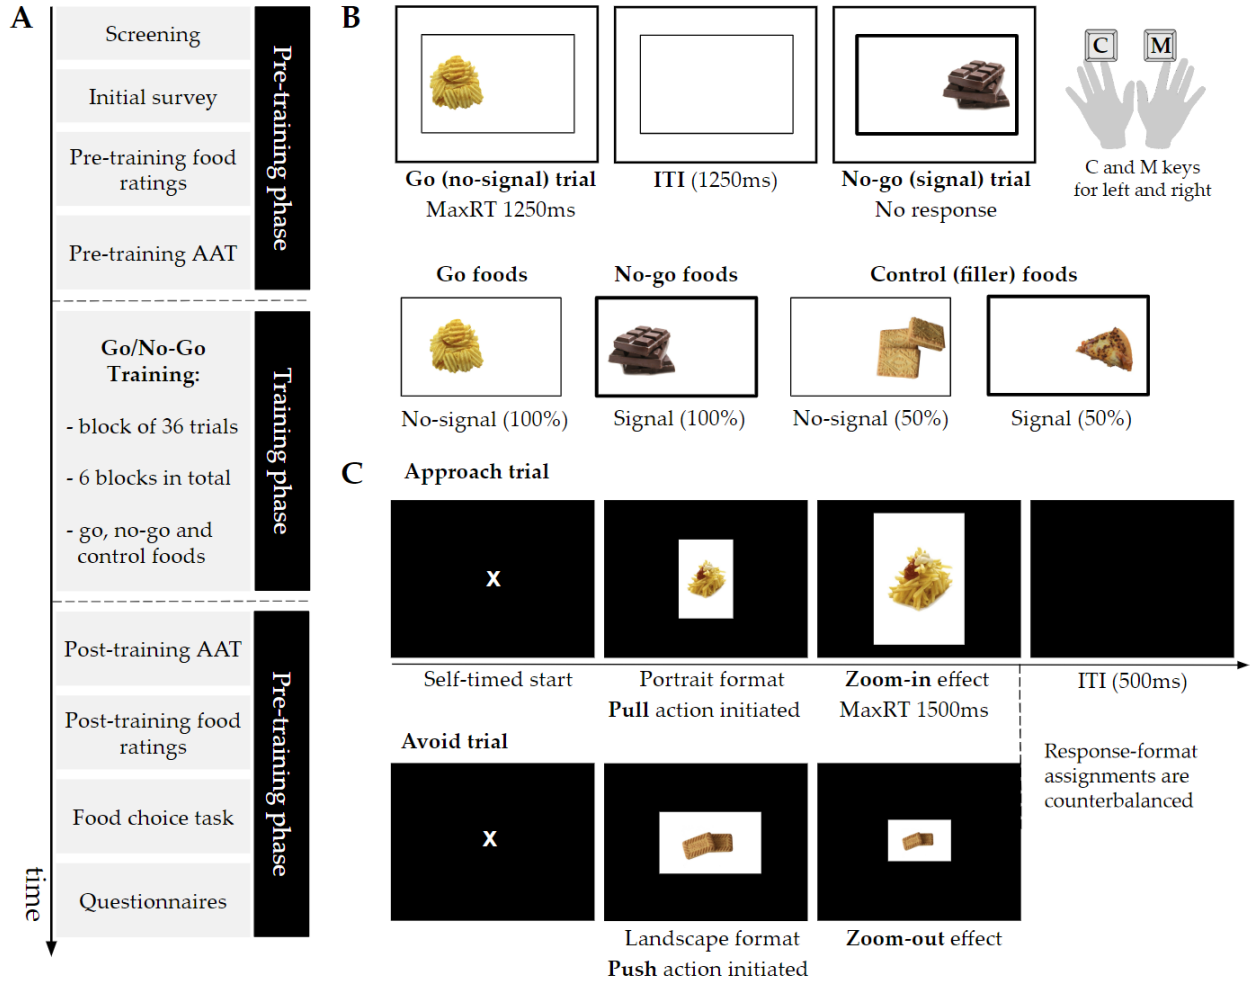 A
Screening
Initial survey
Pre-training food
ratings
Pre-training AAT
Pre-training phase
Go/No-Go
Training:
- block of 36 trials
- 6 blocks in total
- go, no-go and
control foods
Training phase
Post-training AAT
Post-training food
ratings
Food choice task
Questionnaires
Pre-training phase
time
B
Go (no-signal) trial
MaxRT 1250ms
ITI (1250ms)
No-go (signal) trial
No response
C
M
C and M keys
for left and right
Go foods
No-go foods
Control (filler) foods
No-signal (100%)
Signal (100%)
No-signal (50%)
Signal (50%)
C
Approach trial
X
Self-timed start
Portrait format
Pull action initiated
Zoom-in effect
MaxRT 1500ms
ITI (500ms)
Avoid trial
X
Landscape format
Push action initiated
Zoom-out effect
Response-format
assignments are
counterbalanced